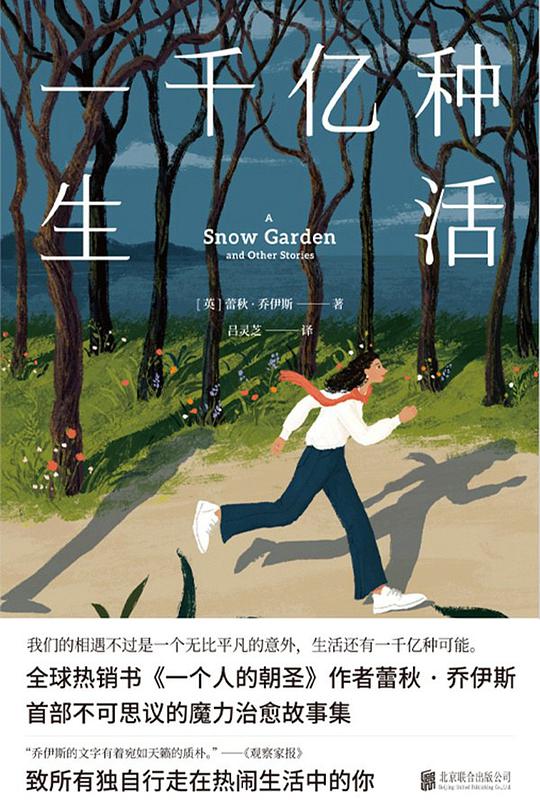 一千亿种
生活
A
Snow Garden
and Other Stories
[英]蕾秋·乔伊斯——著
吕灵芝——译
我们的相遇不过是一个无比平凡的意外，生活还有一千亿种可能。
全球热销书《一个人的朝圣》作者蕾秋·乔伊斯
首部不可思议的魔力治愈故事集
“乔伊斯的文字有着宛如天籁的质朴。”——《观察家报》
致所有独自行走在热闹生活中的你
北京联合出版公司
Beijing United Publishing Co.,Ltd.